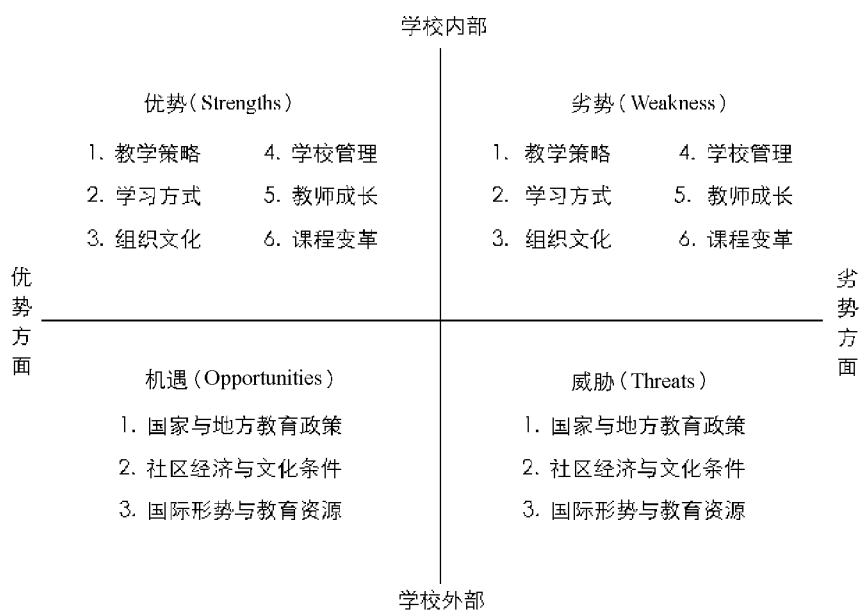 学校内部
优势（Strengths）
1. 教学策略 4. 学校管理
2. 学习方式 5. 教师成长
3. 组织文化 6. 课程变革
劣势（Weakness）
1. 教学策略 4. 学校管理
2. 学习方式 5. 教师成长
3. 组织文化 6. 课程变革
优势方面
劣势方面
机遇（Opportunities）
1. 国家与地方教育政策
2. 社区经济与文化条件
3. 国际形势与教育资源
威胁（Threats）
1. 国家与地方教育政策
2. 社区经济与文化条件
3. 国际形势与教育资源
学校外部